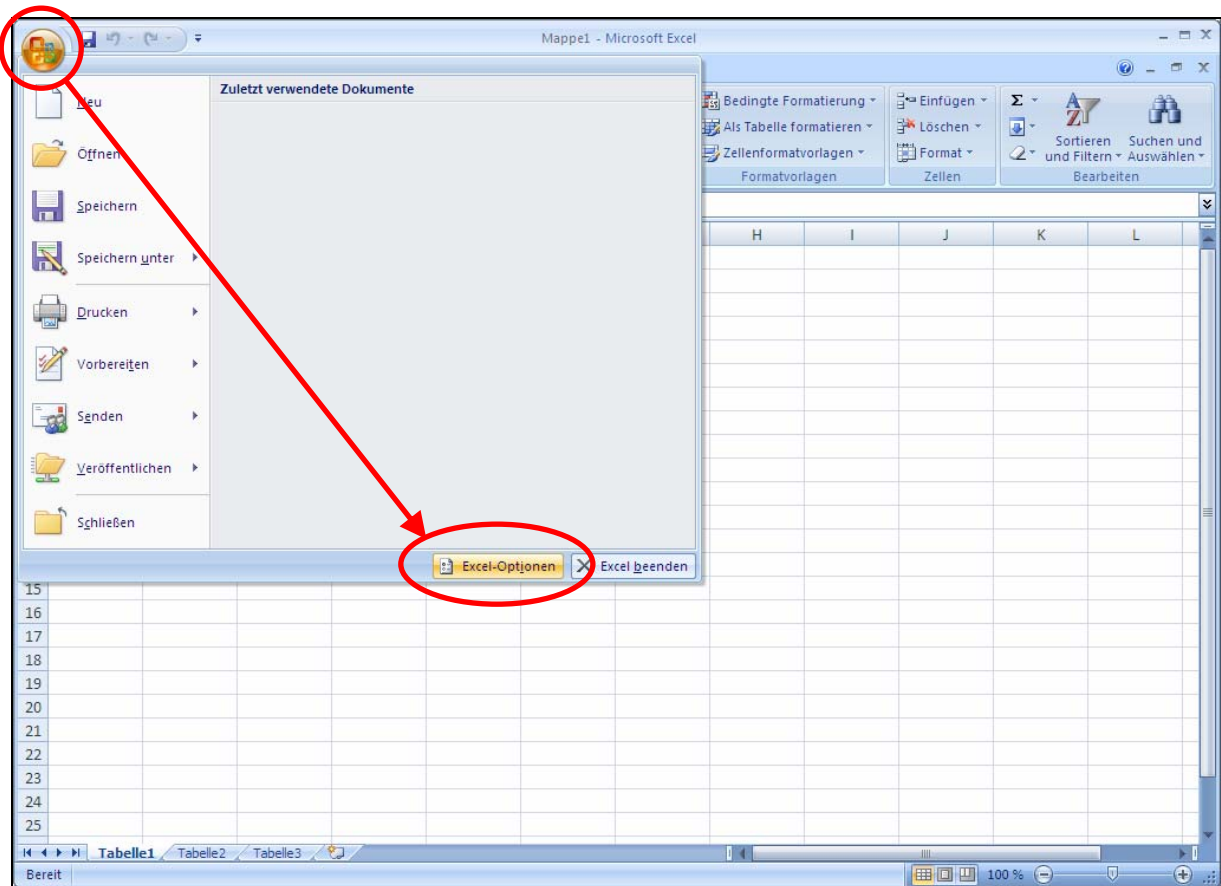 Mappe1 - Microsoft Excel
Zuletzt verwendete Dokumente
Neu
Öffnen
Speichern
Speichern unter
Drucken
Vorbereiten
Senden
Veröffentlichen
Schließen
Excel-Optionen
Excel beenden
Bedingte Formatierung
Als Tabelle formatieren
Zellenformatvorlagen
Formatvorlagen
Einfügen
Löschen
Format
Zellen
Σ
Sortieren
und Filtern
Suchen und
Auswählen
Bearbeiten
H I J K L
15
16
17
18
19
20
21
22
23
24
25
Tabelle1 Tabelle2 Tabelle3
Bereit 100 %